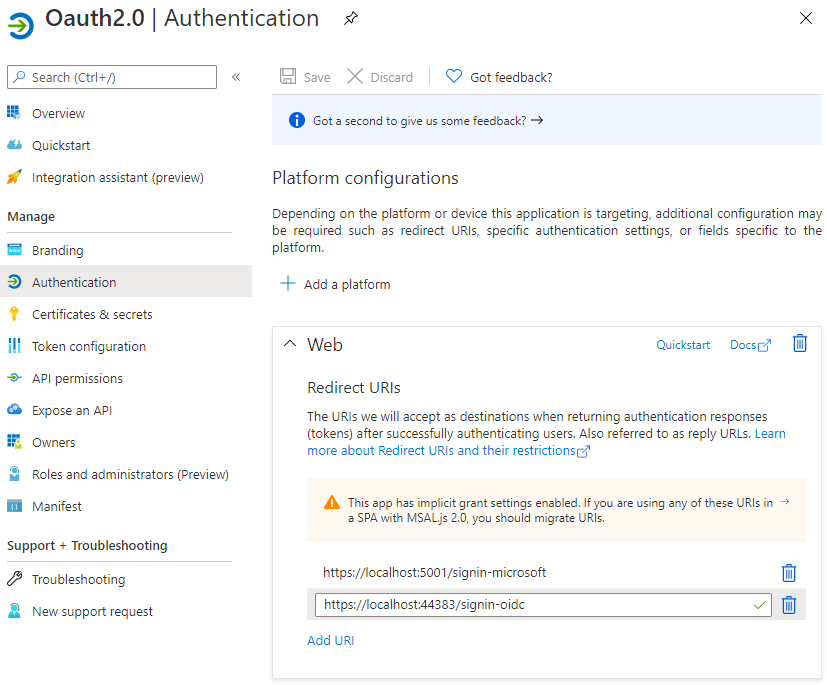 Oauth2.0 | Authentication
Search (Ctrl+/)
Overview
Quickstart
Integration assistant (preview)
Manage
Branding
Authentication
Certificates & secrets
Token configuration
API permissions
Expose an API
Owners
Roles and administrators (Preview)
Manifest
Support + Troubleshooting
Troubleshooting
New support request
Save
Discard
Got feedback?
Got a second to give us some feedback?
Platform configurations
Depending on the platform or device this application is targeting, additional configuration may
be required such as redirect URIs, specific authentication settings, or fields specific to the
platform.
Add a platform
Web
Quickstart
Docs
Redirect URIs
The URIs we will accept as destinations when returning authentication responses
(tokens) after successfully authenticating users. Also referred to as reply URLs. Learn
more about Redirect URIs and their restrictions
This app has implicit grant settings enabled. If you are using any of these URIs in
a SPA with MSAL.js 2.0, you should migrate URIs.
https://localhost:5001/signin-microsoft
https://localhost:44383/signin-oidc
Add URI